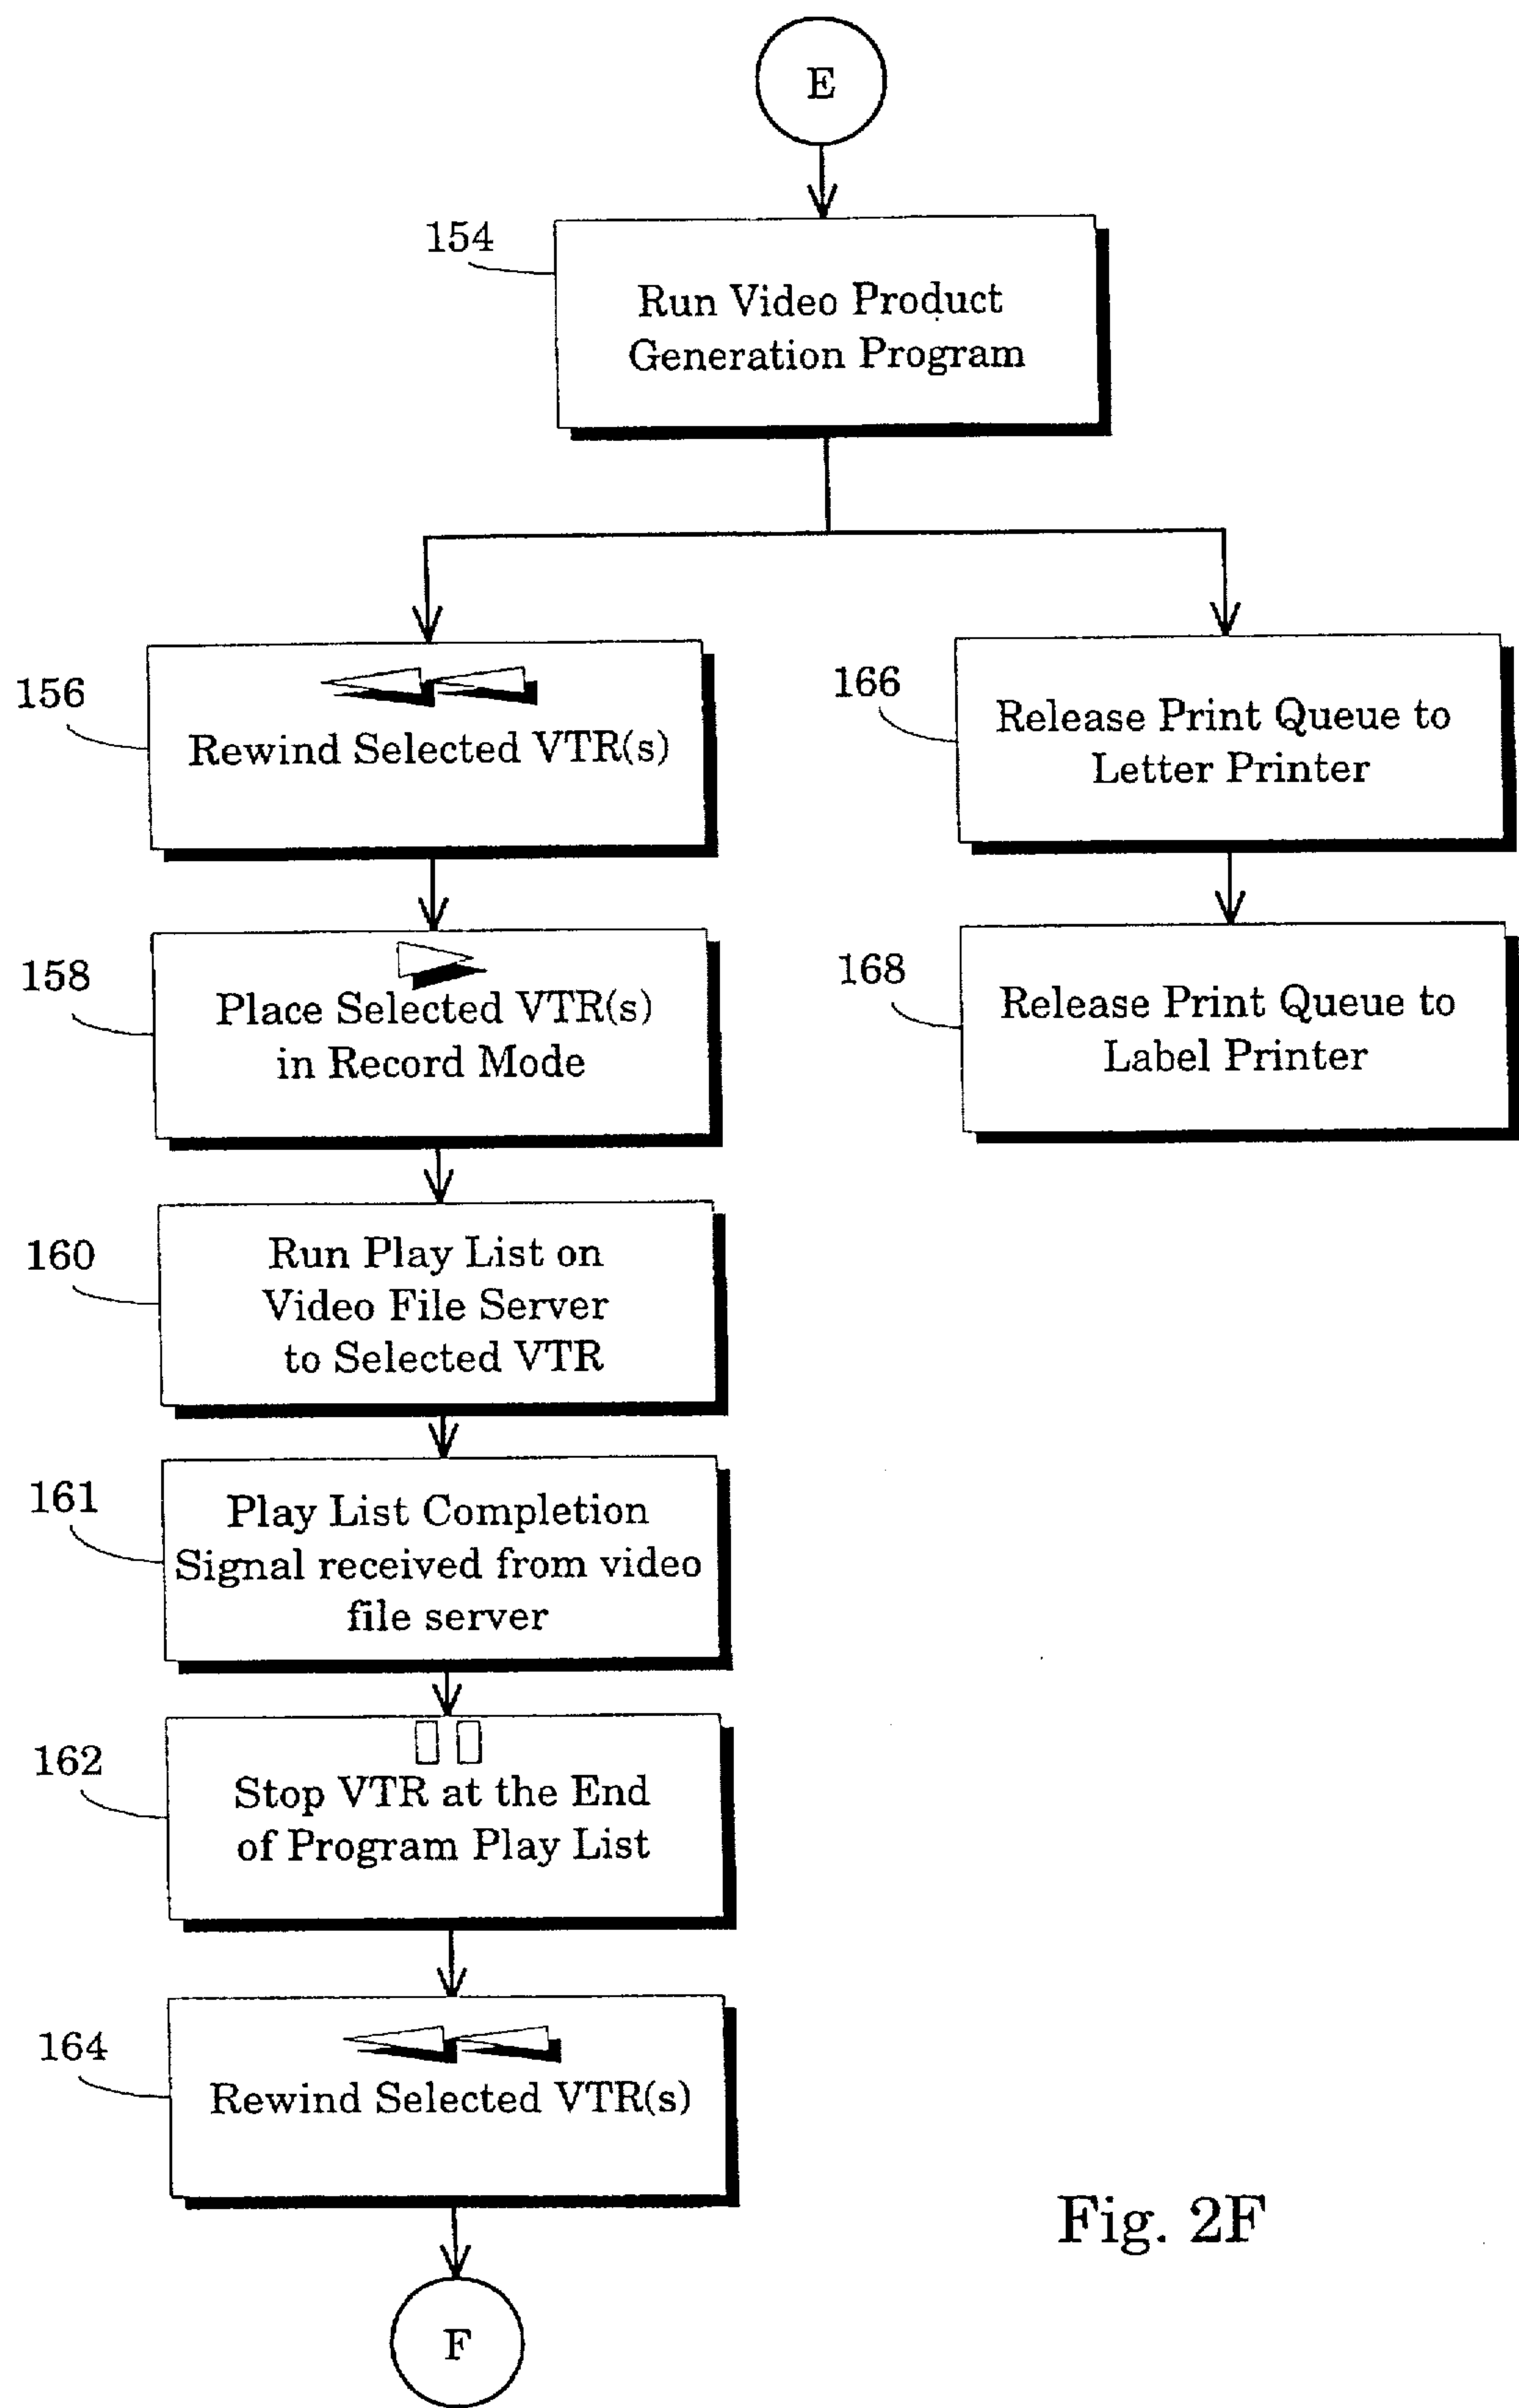 E
154
Run Video Product
Generation Program
156
Rewind Selected VTR(s)
166
Release Print Queue to
Letter Printer
158
Place Selected VTR(s)
in Record Mode
168
Release Print Queue to
Label Printer
160
Run Play List on
Video File Server
to Selected VTR
161
Play List Completion
Signal received from video
file server
162
Stop VTR at the End
of Program Play List
164
Rewind Selected VTR(s)
F
Fig. 2F